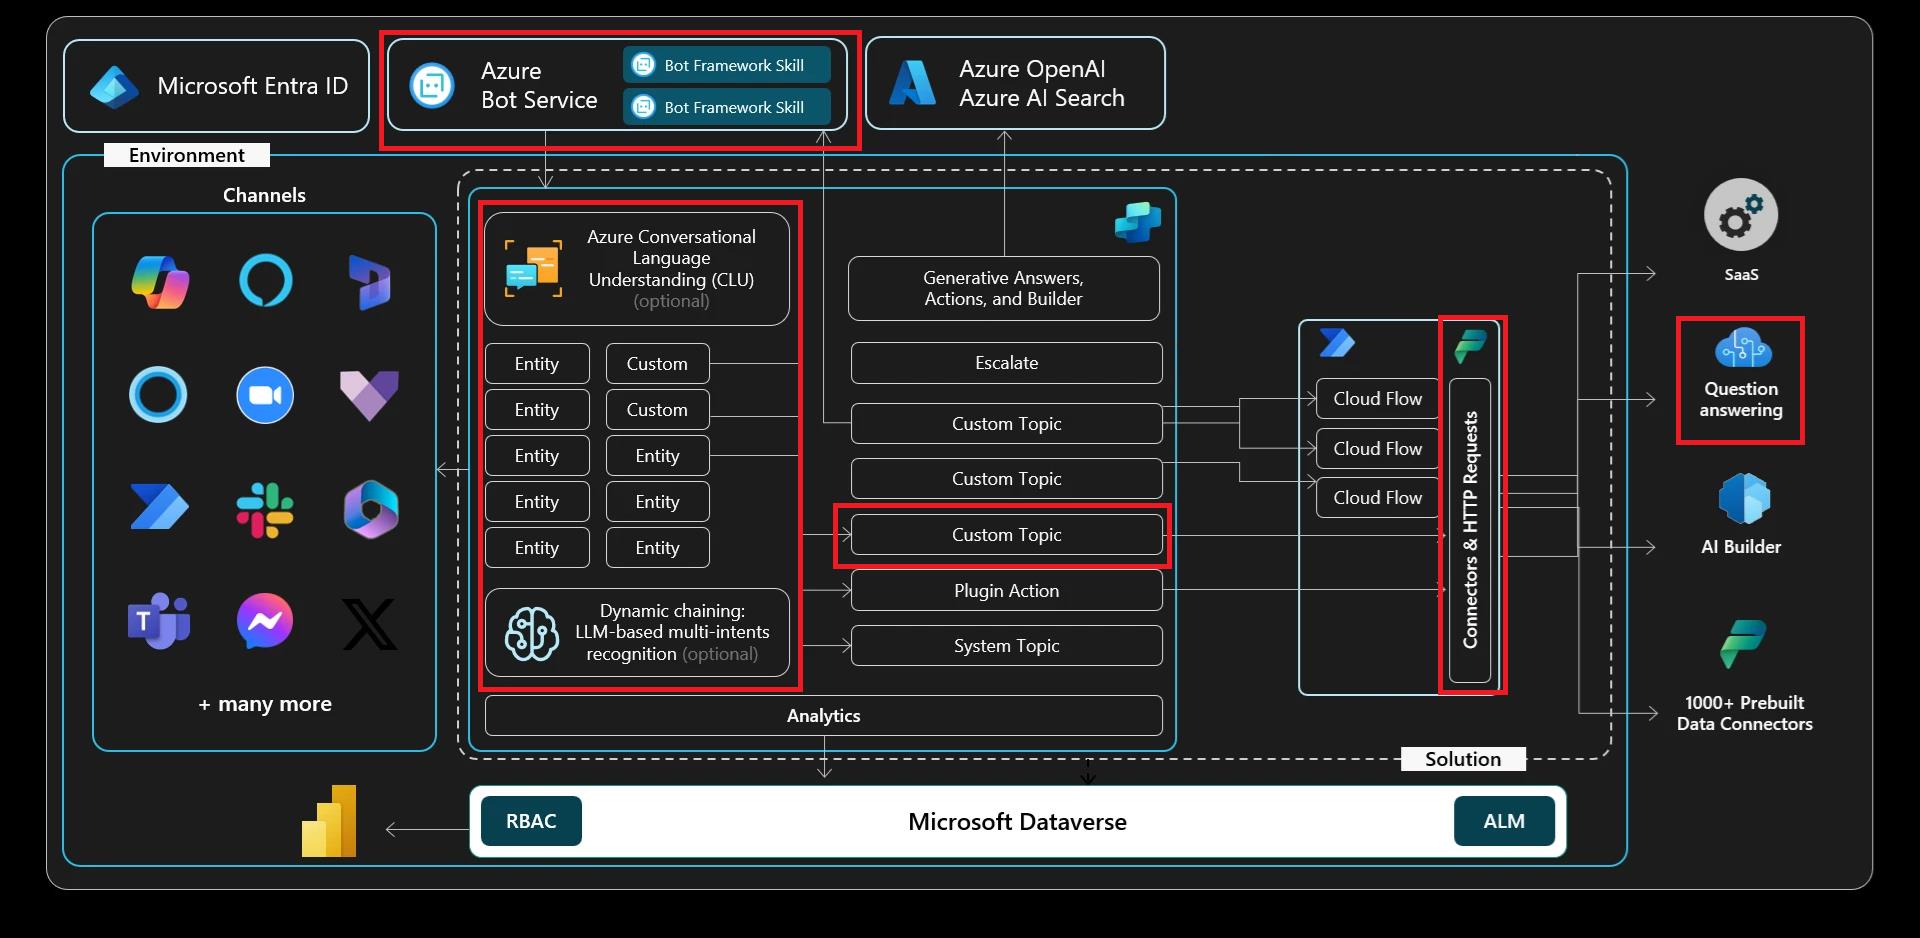 Microsoft Entra ID
Azure
Bot Service
Bot Framework Skill
Bot Framework Skill
Azure OpenAI
Azure AI Search
Environment
Channels
+ many more
Azure Conversational
Language
Understanding (CLU)
(optional)
Entity
Custom
Entity
Custom
Entity
Entity
Entity
Entity
Entity
Entity
Dynamic chaining:
LLM-based multi-intents
recognition (optional)
Generative Answers,
Actions, and Builder
Escalate
Custom Topic
Custom Topic
Custom Topic
Plugin Action
System Topic
Analytics
Cloud Flow
Cloud Flow
Cloud Flow
Connectors & HTTP Requests
SaaS
Question
answering
AI Builder
1000+ Prebuilt
Data Connectors
Solution
RBAC
Microsoft Dataverse
ALM
T